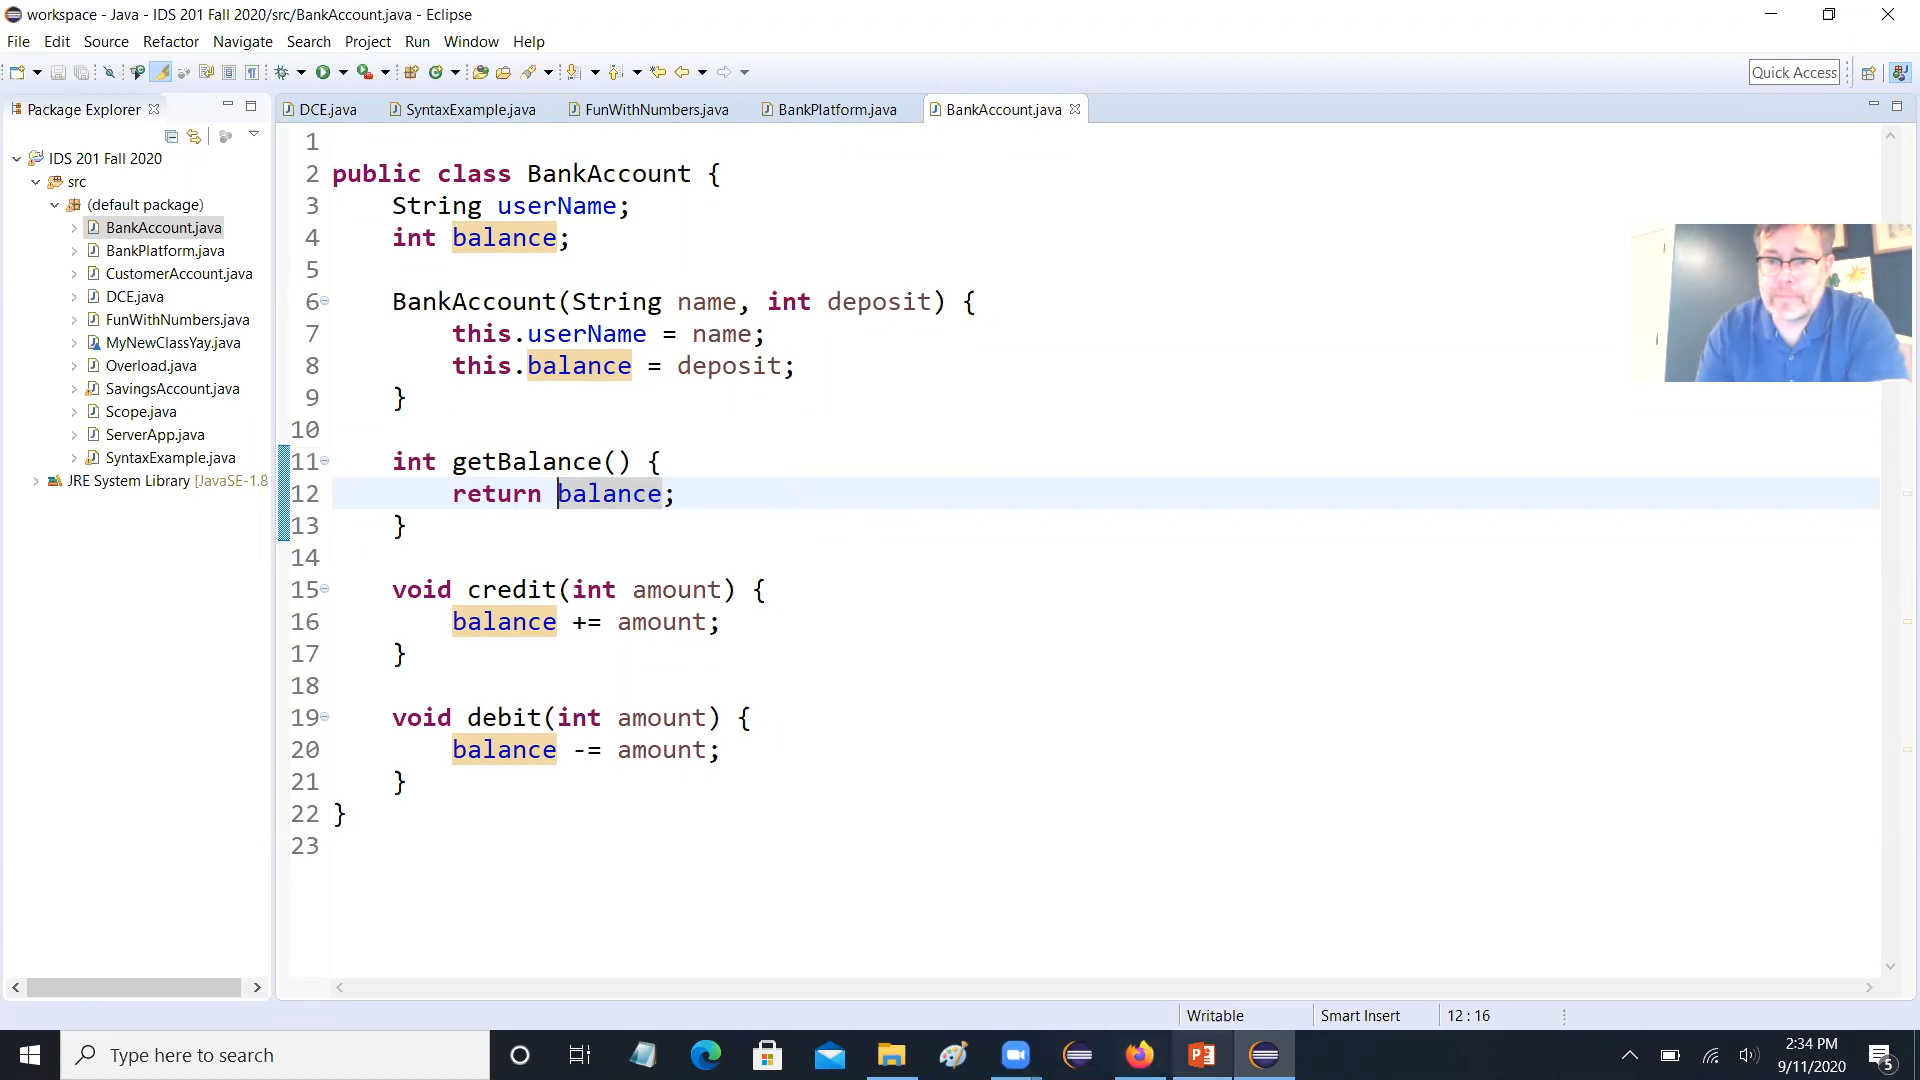 workspace - Java - IDS 201 Fall 2020/src/BankAccount.java - Eclipse
File Edit Source Refactor Navigate Search Project Run Window Help
Quick Access
Package Explorer
DCE.java SyntaxExample.java FunWithNumbers.java BankPlatform.java BankAccount.java
IDS 201 Fall 2020
src
(default package)
BankAccount.java
BankPlatform.java
CustomerAccount.java
DCE.java
FunWithNumbers.java
MyNewClassYay.java
Overload.java
SavingsAccount.java
Scope.java
ServerApp.java
SyntaxExample.java
JRE System Library [JavaSE-1.8
1
2 public class BankAccount {
3 String userName;
4 int balance;
5
6 BankAccount(String name, int deposit) {
7 this.userName = name;
8 this.balance = deposit;
9 }
10
11 int getBalance() {
12 return balance;
13 }
14
15 void credit(int amount) {
16 balance += amount;
17 }
18
19 void debit(int amount) {
20 balance -= amount;
21 }
22 }
23
Writable Smart Insert 12 : 16
Type here to search
2:34 PM
9/11/2020
5